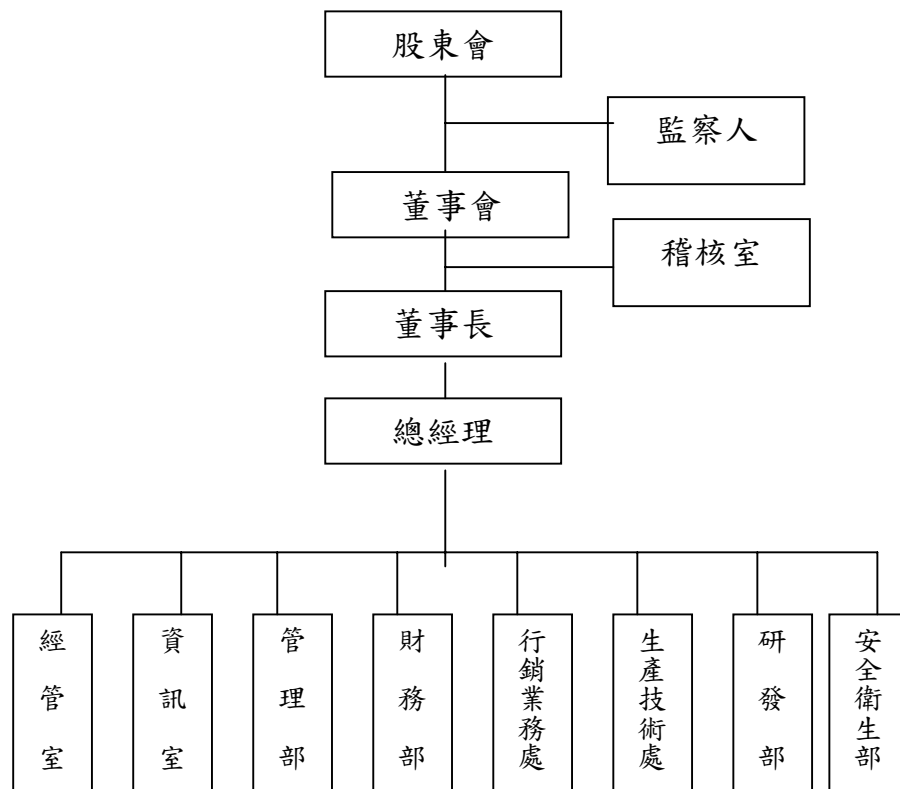 股東會
監察人
董事會
稽核室
董事長
總經理
經管室
資訊室
管理部
財務部
行銷業務處
生產技術處
研發部
安全衛生部